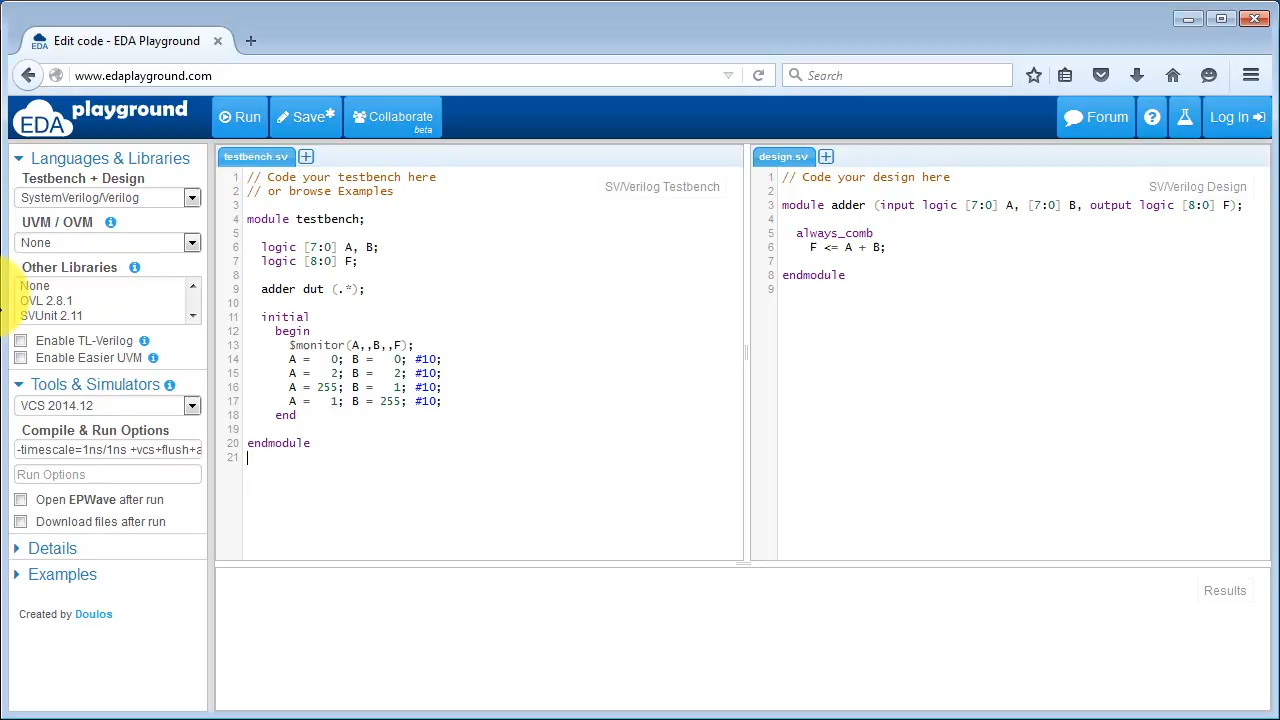 Edit code - EDA Playground
www.edaplayground.com
Search
EDA playground
Run
Save*
Collaborate
beta
Forum
?
Log In
Languages & Libraries
Testbench + Design
SystemVerilog/Verilog
UVM / OVM
None
Other Libraries
None
OVL 2.8.1
SVUnit 2.11
Enable TL-Verilog
Enable Easier UVM
Tools & Simulators
VCS 2014.12
Compile & Run Options
-timescale=1ns/1ns +vcs+flush+a
Run Options
Open EPWave after run
Download files after run
Details
Examples
Created by Doulos
testbench.sv
SV/Verilog Testbench
1 // Code your testbench here
2 // or browse Examples
3
4 module testbench;
5
6   logic [7:0] A, B;
7   logic [8:0] F;
8
9   adder dut (.*);
10
11   initial
12     begin
13       $monitor(A,,B,,F);
14       A =   0; B =   0; #10;
15       A =   2; B =   2; #10;
16       A = 255; B =   1; #10;
17       A =   1; B = 255; #10;
18     end
19
20 endmodule
21
design.sv
SV/Verilog Design
1 // Code your design here
2
3 module adder (input logic [7:0] A, [7:0] B, output logic [8:0] F);
4
5   always_comb
6     F <= A + B;
7
8 endmodule
9
Results